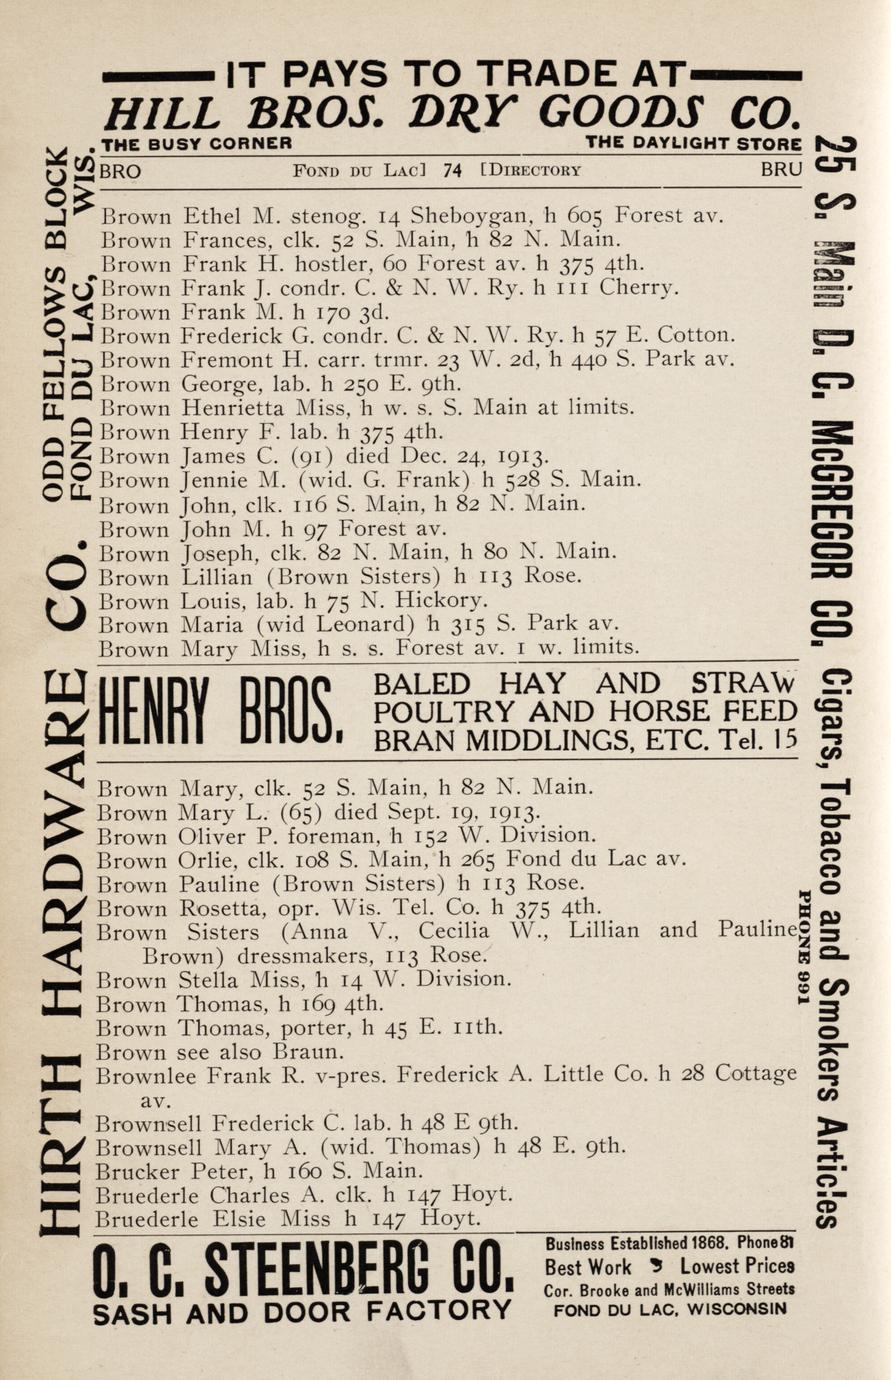 IT PAYS TO TRADE AT
HILL BROS. DRY GOODS CO.
THE BUSY CORNER THE DAYLIGHT STORE
BRO FOND DU LAC] 74 [DIRECTORY BRU
Brown Ethel M. stenog. 14 Sheboygan, h 605 Forest av.
Brown Frances, clk. 52 S. Main, h 82 N. Main.
Brown Frank H. hostler, 60 Forest av. h 375 4th.
Brown Frank J. condr. C. & N. W. Ry. h 111 Cherry.
Brown Frank M. h 170 3d.
Brown Frederick G. condr. C. & N. W. Ry. h 57 E. Cotton.
Brown Fremont H. carr. trmr. 23 W. 2d, h 440 S. Park av.
Brown George, lab. h 250 E. 9th.
Brown Henrietta Miss, h w. s. S. Main at limits.
Brown Henry F. lab. h 375 4th.
Brown James C. (91) died Dec. 24, 1913.
Brown Jennie M. (wid. G. Frank) h 528 S. Main.
Brown John, clk. 116 S. Main, h 82 N. Main.
Brown John M. h 97 Forest av.
Brown Joseph, clk. 82 N. Main, h 80 N. Main.
Brown Lillian (Brown Sisters) h 113 Rose.
Brown Louis, lab. h 75 N. Hickory.
Brown Maria (wid Leonard) h 315 S. Park av.
Brown Mary Miss, h s. s. Forest av. 1 w. limits.
HENRY BROS.
BALED HAY AND STRAW
POULTRY AND HORSE FEED
BRAN MIDDLINGS, ETC. Tel. 15
Brown Mary, clk. 52 S. Main, h 82 N. Main.
Brown Mary L. (65) died Sept. 19, 1913.
Brown Oliver P. foreman, h 152 W. Division.
Brown Orlie, clk. 108 S. Main, h 265 Fond du Lac av.
Brown Pauline (Brown Sisters) h 113 Rose.
Brown Rosetta, opr. Wis. Tel. Co. h 375 4th.
Brown Sisters (Anna V., Cecilia W., Lillian and Pauline
Brown) dressmakers, 113 Rose.
Brown Stella Miss, h 14 W. Division.
Brown Thomas, h 169 4th.
Brown Thomas, porter, h 45 E. 11th.
Brown see also Braun.
Brownlee Frank R. v-pres. Frederick A. Little Co. h 28 Cottage
av.
Brownsell Frederick C. lab. h 48 E 9th.
Brownsell Mary A. (wid. Thomas) h 48 E. 9th.
Brucker Peter, h 160 S. Main.
Bruederle Charles A. clk. h 147 Hoyt.
Bruederle Elsie Miss h 147 Hoyt.
O. C. STEENBERG CO.
SASH AND DOOR FACTORY
Business Established 1868. Phone 81
Best Work Lowest Prices
Cor. Brooke and McWilliams Streets
FOND DU LAC, WISCONSIN
HIRTH HARDWARE CO.
ODD FELLOWS BLOCK
FOND DU LAC, WIS.
25 S. Main D. C. McGREGOR CO. Cigars, Tobacco and Smokers Articles
PHONE 991